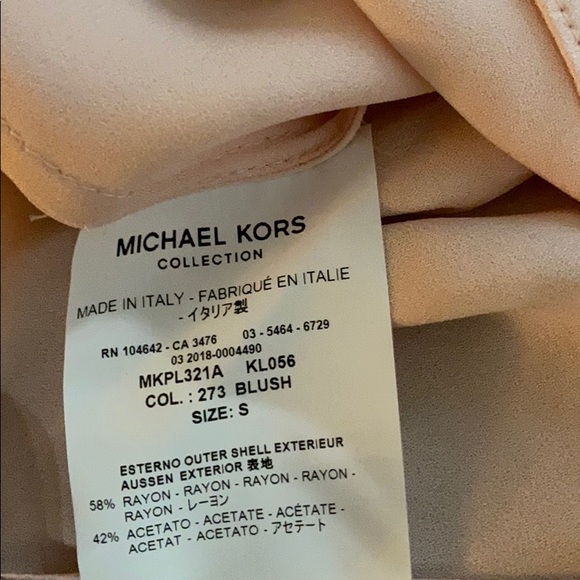 MICHAEL KORS
COLLECTION
MADE IN ITALY - FABRIQUÉ EN ITALIE
- イタリア製
RN 104642 - CA 3476 03 - 5464 - 6729
03 2018-0004490
MKPL321A KL056
COL. : 273 BLUSH
SIZE: S
ESTERNO OUTER SHELL EXTERIEUR
AUSSEN EXTERIOR 表地
58% RAYON - RAYON - RAYON - RAYON -
RAYON - レーヨン
42% ACETATO - ACETATE - ACÉTATE -
ACETAT - ACETATO - アセテート